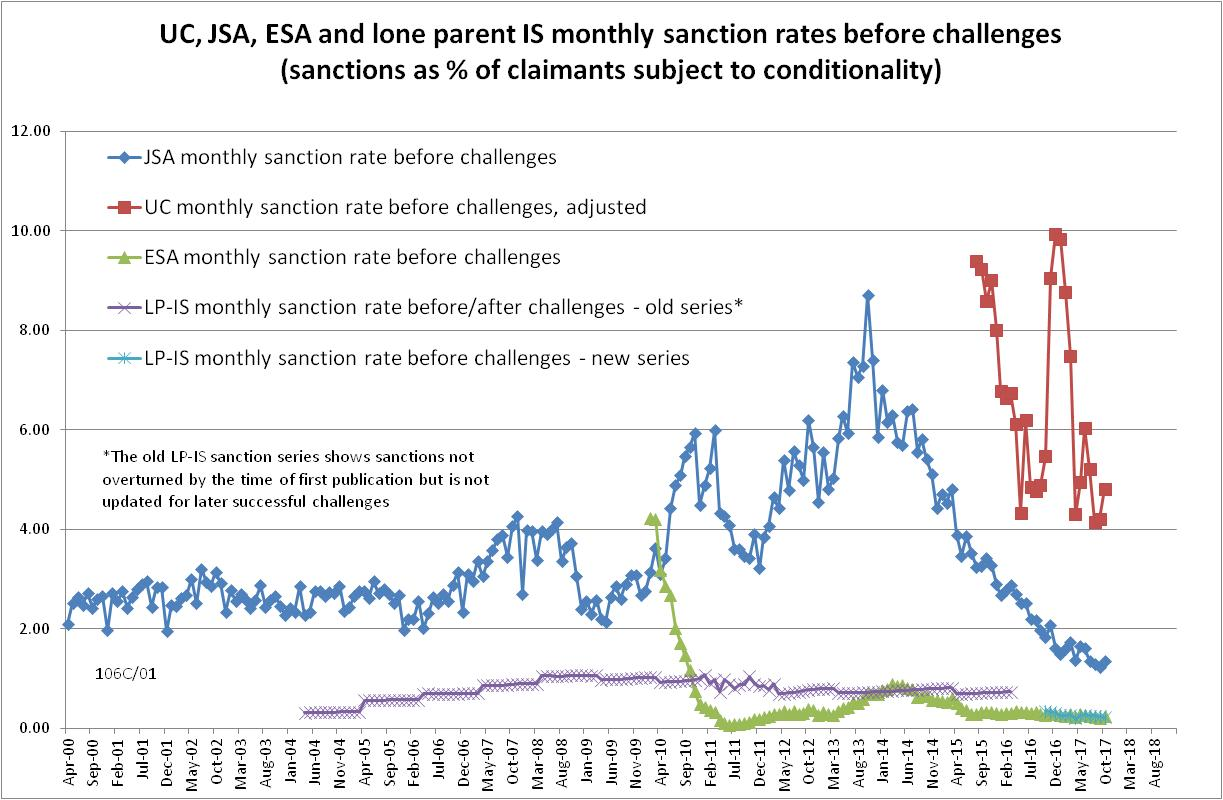 UC, JSA, ESA and lone parent IS monthly sanction rates before challenges
(sanctions as % of claimants subject to conditionality)
12.00
10.00
8.00
6.00
4.00
2.00
0.00
JSA monthly sanction rate before challenges
UC monthly sanction rate before challenges, adjusted
ESA monthly sanction rate before challenges
LP-IS monthly sanction rate before/after challenges - old series*
LP-IS monthly sanction rate before challenges - new series
*The old LP-IS sanction series shows sanctions not
overturned by the time of first publication but is not
updated for later successful challenges
106C/01
Apr-00
Sep-00
Feb-01
Jul-01
Dec-01
May-02
Oct-02
Mar-03
Aug-03
Jan-04
Jun-04
Nov-04
Apr-05
Sep-05
Feb-06
Jul-06
Dec-06
May-07
Oct-07
Mar-08
Aug-08
Jan-09
Jun-09
Nov-09
Apr-10
Sep-10
Feb-11
Jul-11
Dec-11
May-12
Oct-12
Mar-13
Aug-13
Jan-14
Jun-14
Nov-14
Apr-15
Sep-15
Feb-16
Jul-16
Dec-16
May-17
Oct-17
Mar-18
Aug-18